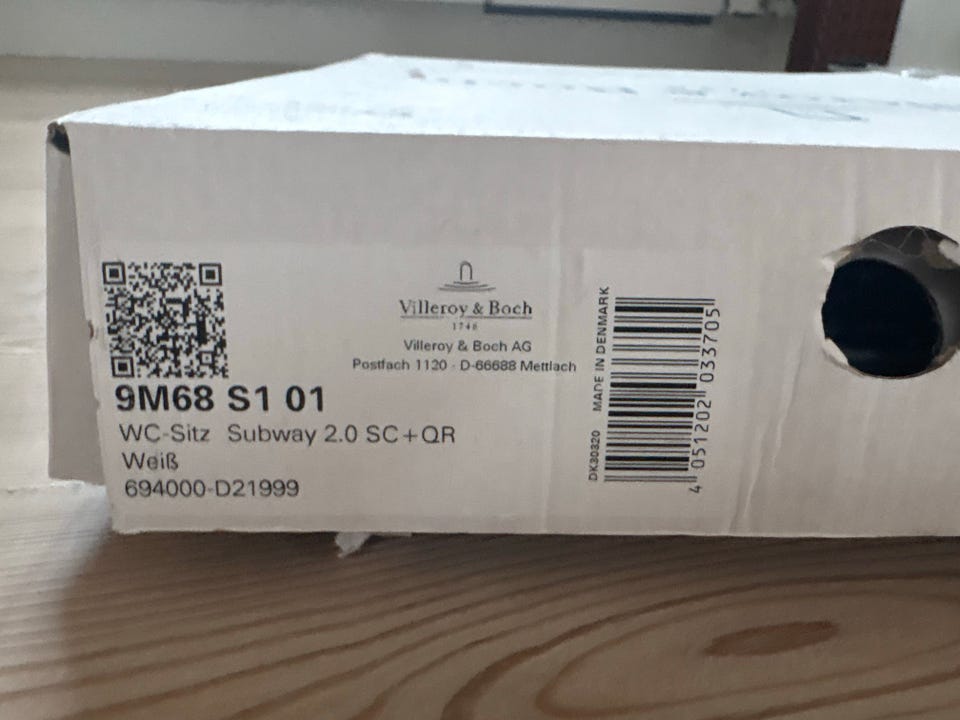 Villeroy & Boch
1748
Villeroy & Boch AG
Postfach 1120 · D-66688 Mettlach
9M68 S1 01
WC-Sitz Subway 2.0 SC+QR
Weiß
694000-D21999
DK30320 MADE IN DENMARK
4 051202 033705